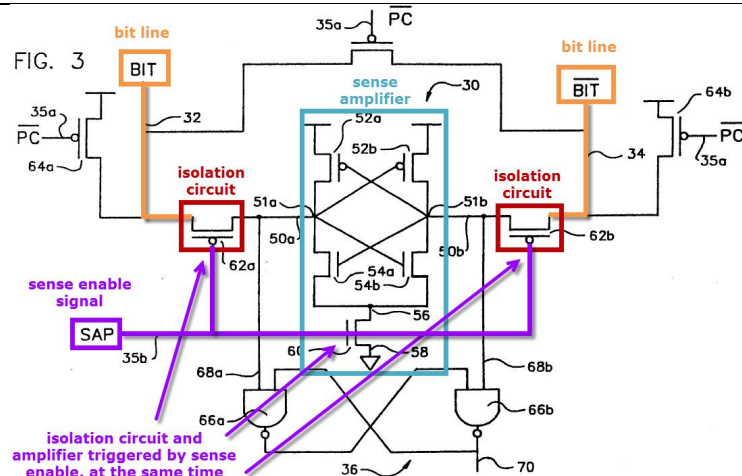 35a
PC
bit line
bit line
FIG. 3
BIT
sense
amplifier
30
BIT
64b
35a
32
52a
PC
52b
PC
64a
isolation
circuit
34
35a
isolation
circuit
51a
51b
50a
50b
62a
62b
54a
54b
sense enable
signal
56
SAP
35b
60
58
68a
68b
66a
66b
isolation circuit and
amplifier triggered by sense
enable, at the same time
36
70